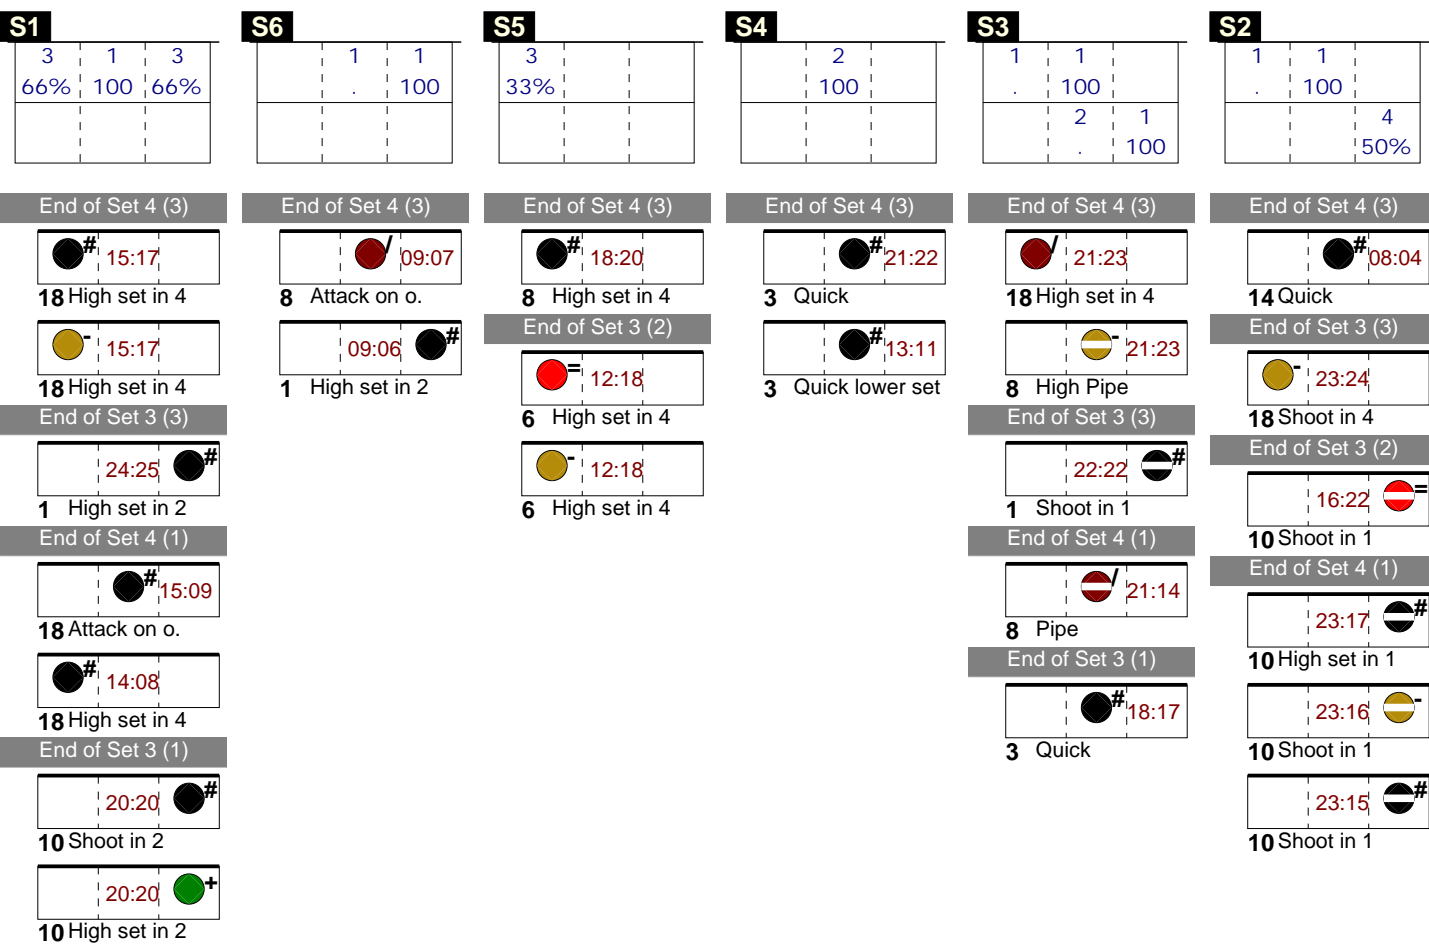 S1
3 1 3
66% 100 66%
End of Set 4 (3)
# 15:17
18 High set in 4
- 15:17
18 High set in 4
End of Set 3 (3)
24:25 #
1 High set in 2
End of Set 4 (1)
# 15:09
18 Attack on o.
# 14:08
18 High set in 4
End of Set 3 (1)
20:20 #
10 Shoot in 2
20:20 +
10 High set in 2
S6
1 1
. 100
End of Set 4 (3)
/ 09:07
8 Attack on o.
09:06 #
1 High set in 2
S5
3
33%
End of Set 4 (3)
# 18:20
8 High set in 4
End of Set 3 (2)
= 12:18
6 High set in 4
- 12:18
6 High set in 4
S4
2
100
End of Set 4 (3)
# 21:22
3 Quick
# 13:11
3 Quick lower set
S3
1 1
. 100
2 1
. 100
End of Set 4 (3)
/ 21:23
18 High set in 4
- 21:23
8 High Pipe
End of Set 3 (3)
22:22 #
1 Shoot in 1
End of Set 4 (1)
/ 21:14
8 Pipe
End of Set 3 (1)
# 18:17
3 Quick
S2
1 1
. 100
4
50%
End of Set 4 (3)
# 08:04
14 Quick
End of Set 3 (3)
- 23:24
18 Shoot in 4
End of Set 3 (2)
16:22 =
10 Shoot in 1
End of Set 4 (1)
23:17 #
10 High set in 1
23:16 -
10 Shoot in 1
23:15 #
10 Shoot in 1